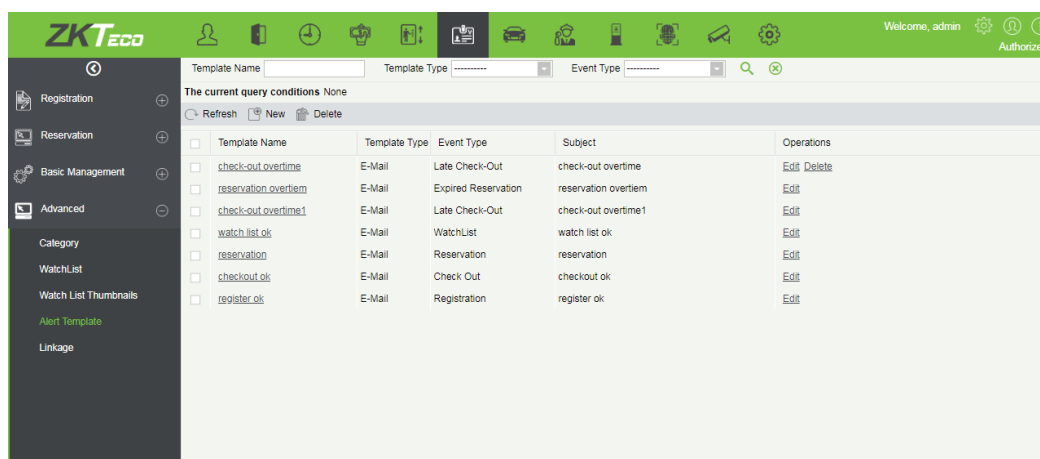 ZKTeco
Welcome, admin
Authorize
Template Name Template Type ---------- Event Type ----------
The current query conditions None
Refresh New Delete
Registration
Reservation
Basic Management
Advanced
Category
WatchList
Watch List Thumbnails
Alert Template
Linkage
Template Name Template Type Event Type Subject Operations
check-out overtime E-Mail Late Check-Out check-out overtime Edit Delete
reservation overtiem E-Mail Expired Reservation reservation overtiem Edit
check-out overtime1 E-Mail Late Check-Out check-out overtime1 Edit
watch list ok E-Mail WatchList watch list ok Edit
reservation E-Mail Reservation reservation Edit
checkout ok E-Mail Check Out checkout ok Edit
register ok E-Mail Registration register ok Edit